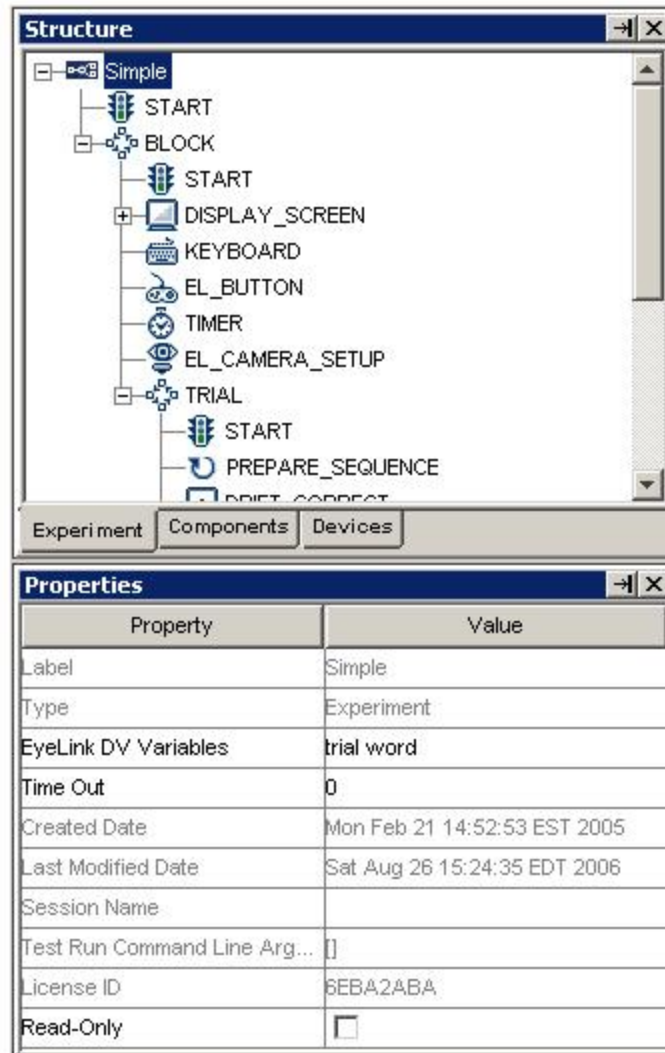 Structure
Simple
START
BLOCK
START
DISPLAY_SCREEN
KEYBOARD
EL_BUTTON
TIMER
EL_CAMERA_SETUP
TRIAL
START
PREPARE_SEQUENCE
DRIFT_CORRECT
Experiment Components Devices
Properties
Property Value
Label Simple
Type Experiment
EyeLink DV Variables trial word
Time Out 0
Created Date Mon Feb 21 14:52:53 EST 2005
Last Modified Date Sat Aug 26 15:24:35 EDT 2006
Session Name
Test Run Command Line Arg... []
License ID 6EBA2ABA
Read-Only